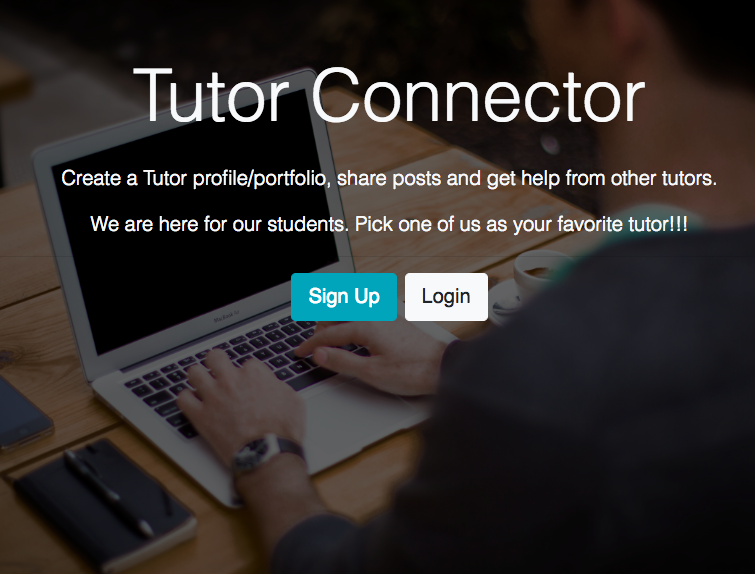 Tutor Connector
Create a Tutor profile/portfolio, share posts and get help from other tutors.
We are here for our students. Pick one of us as your favorite tutor!!!
Sign Up
Login